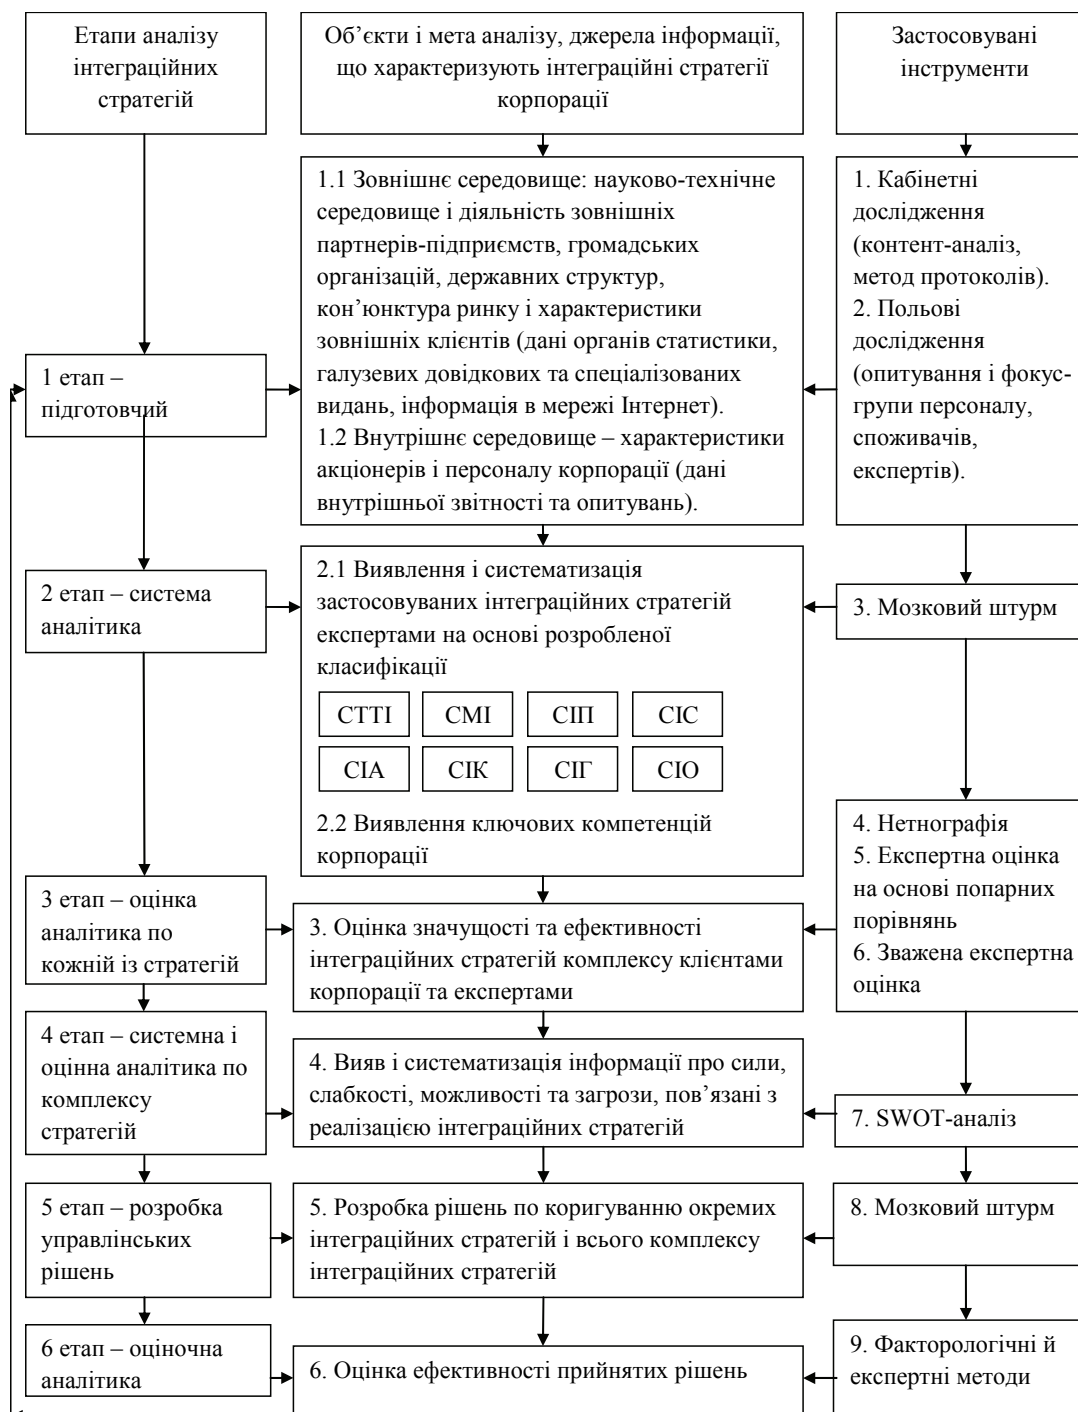 Етапи аналізу
інтеграційних
стратегій
Об’єкти і мета аналізу, джерела інформації,
що характеризують інтеграційні стратегії
корпорації
Застосовувані
інструменти
1 етап –
підготовчий
1.1 Зовнішнє середовище: науково-технічне
середовище і діяльність зовнішніх
партнерів-підприємств, громадських
організацій, державних структур,
кон’юнктура ринку і характеристики
зовнішніх клієнтів (дані органів статистики,
галузевих довідкових та спеціалізованих
видань, інформація в мережі Інтернет).
1.2 Внутрішнє середовище – характеристики
акціонерів і персоналу корпорації (дані
внутрішньої звітності та опитувань).
1. Кабінетні
дослідження
(контент-аналіз,
метод протоколів).
2. Польові
дослідження
(опитування і фокус-
групи персоналу,
споживачів,
експертів).
2 етап – система
аналітика
2.1 Виявлення і систематизація
застосовуваних інтеграційних стратегій
експертами на основі розробленої
класифікації
СТТІ СМІ СІП СІС
СІА СІК СІГ СІО
2.2 Виявлення ключових компетенцій
корпорації
3. Мозковий штурм
3 етап – оцінка
аналітика по
кожній із стратегій
3. Оцінка значущості та ефективності
інтеграційних стратегій комплексу клієнтами
корпорації та експертами
4. Нетнографія
5. Експертна оцінка
на основі попарних
порівнянь
6. Зважена експертна
оцінка
4 етап – системна і
оцінна аналітика по
комплексу
стратегій
4. Вияв і систематизація інформації про сили,
слабкості, можливості та загрози, пов’язані з
реалізацією інтеграційних стратегій
7. SWOT-аналіз
5 етап – розробка
управлінських
рішень
5. Розробка рішень по коригуванню окремих
інтеграційних стратегій і всього комплексу
інтеграційних стратегій
8. Мозковий штурм
6 етап – оціночна
аналітика
6. Оцінка ефективності прийнятих рішень
9. Факторологічні й
експертні методи